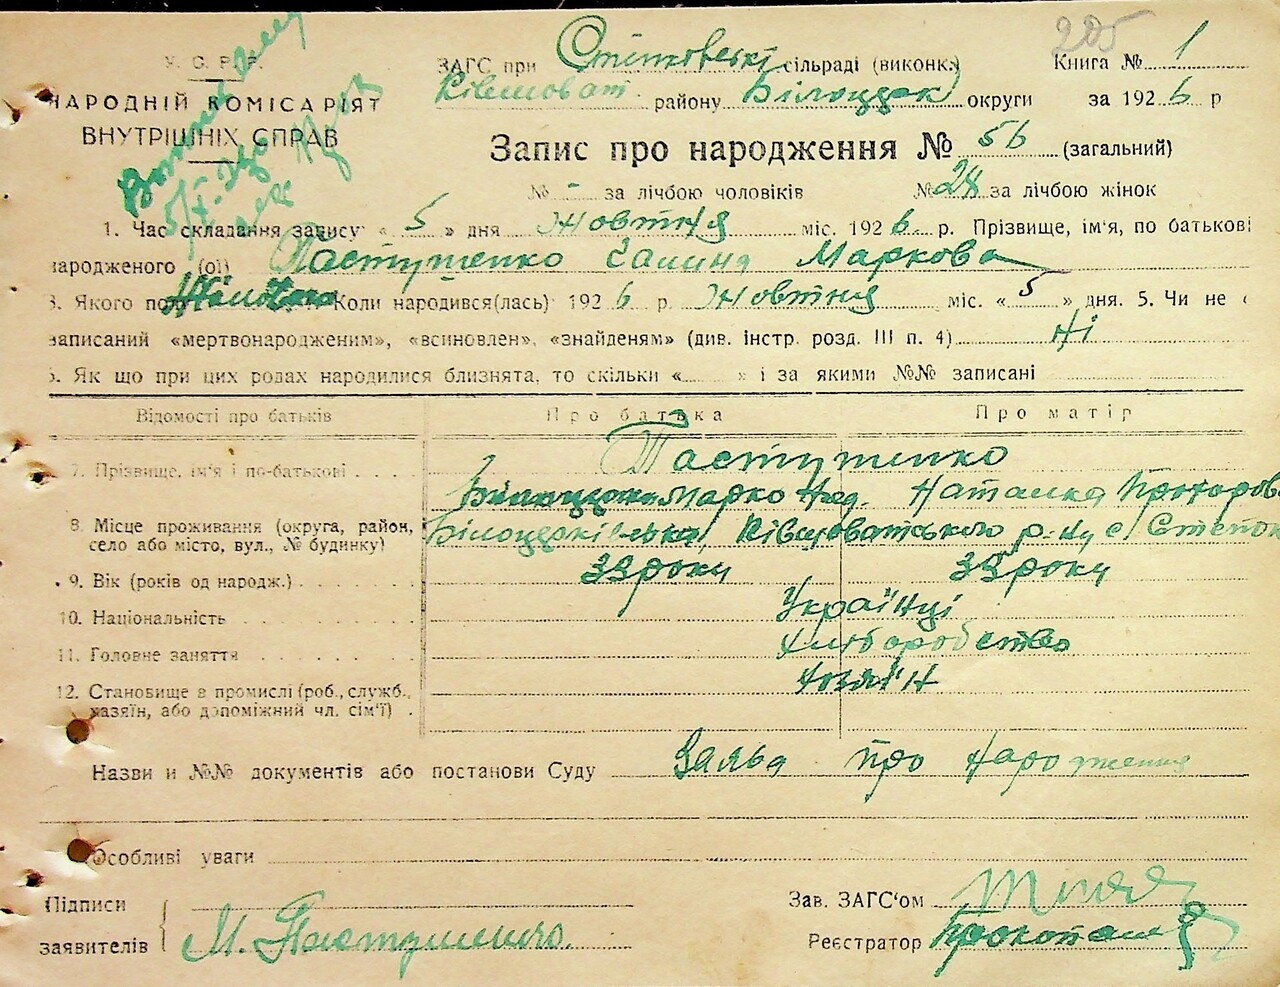 205
У. С. Р. Р.
НАРОДНІЙ КОМІСАРІЯТ
ВНУТРІШНІХ СПРАВ
ЗАГС при Степковській сільраді (виконк.) Книга № 1
Ківшоват. району Білоцерк округи за 1926 р
Запис про народження № 56 (загальний)
№ - за лічбою чоловіків № 28 за лічбою жінок
1. Час складання запису « 5 » дня Жовтня міс. 1926 р. Прізвище, ім'я, по батькові
народженого (ої) Пастушенко Галина Маркова
3. Якого полу Жіноча Коли народився(лась) 1926 р. Жовтня міс. « 5 » дня. 5. Чи не
записаний «мертвонародженим», «всиновлен», «знайденям» (див. інстр. розд. III п. 4) Ні
6. Як що при цих родах народилися близнята, то скільки « » і за якими №№ записані
Відомості про батьків Про батька Про матір
7. Прізвище, ім'я і по-батькові Пастушенко
Марко Наталка Прохоров
8. Місце проживання (округа, район, село або місто, вул., № будинку) Білоцерківська, Ківшоватського р-ну с Степок
9. Вік (років од народж.) 39 роки 39 роки
10. Національність Українці
11. Головне заняття Хліборобство
12. Становище в промислі (роб., служб., хазяїн, або допоміжний чл. сім'ї) Хазяїн
Назви и №№ документів або постанови Суду Заява про народження
Особливі уваги
Підписи заявителів М. Пастушенко
Зав. ЗАГС'ом
Реєстратор